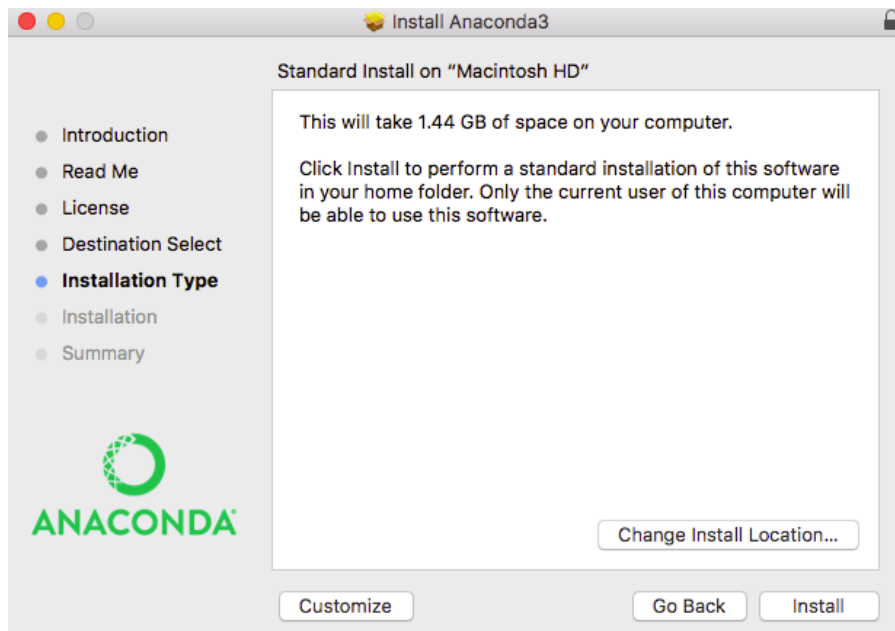 Install Anaconda3
Standard Install on “Macintosh HD”
Introduction
Read Me
License
Destination Select
Installation Type
Installation
Summary
This will take 1.44 GB of space on your computer.
Click Install to perform a standard installation of this software
in your home folder. Only the current user of this computer will
be able to use this software.
ANACONDA
Change Install Location...
Customize
Go Back
Install